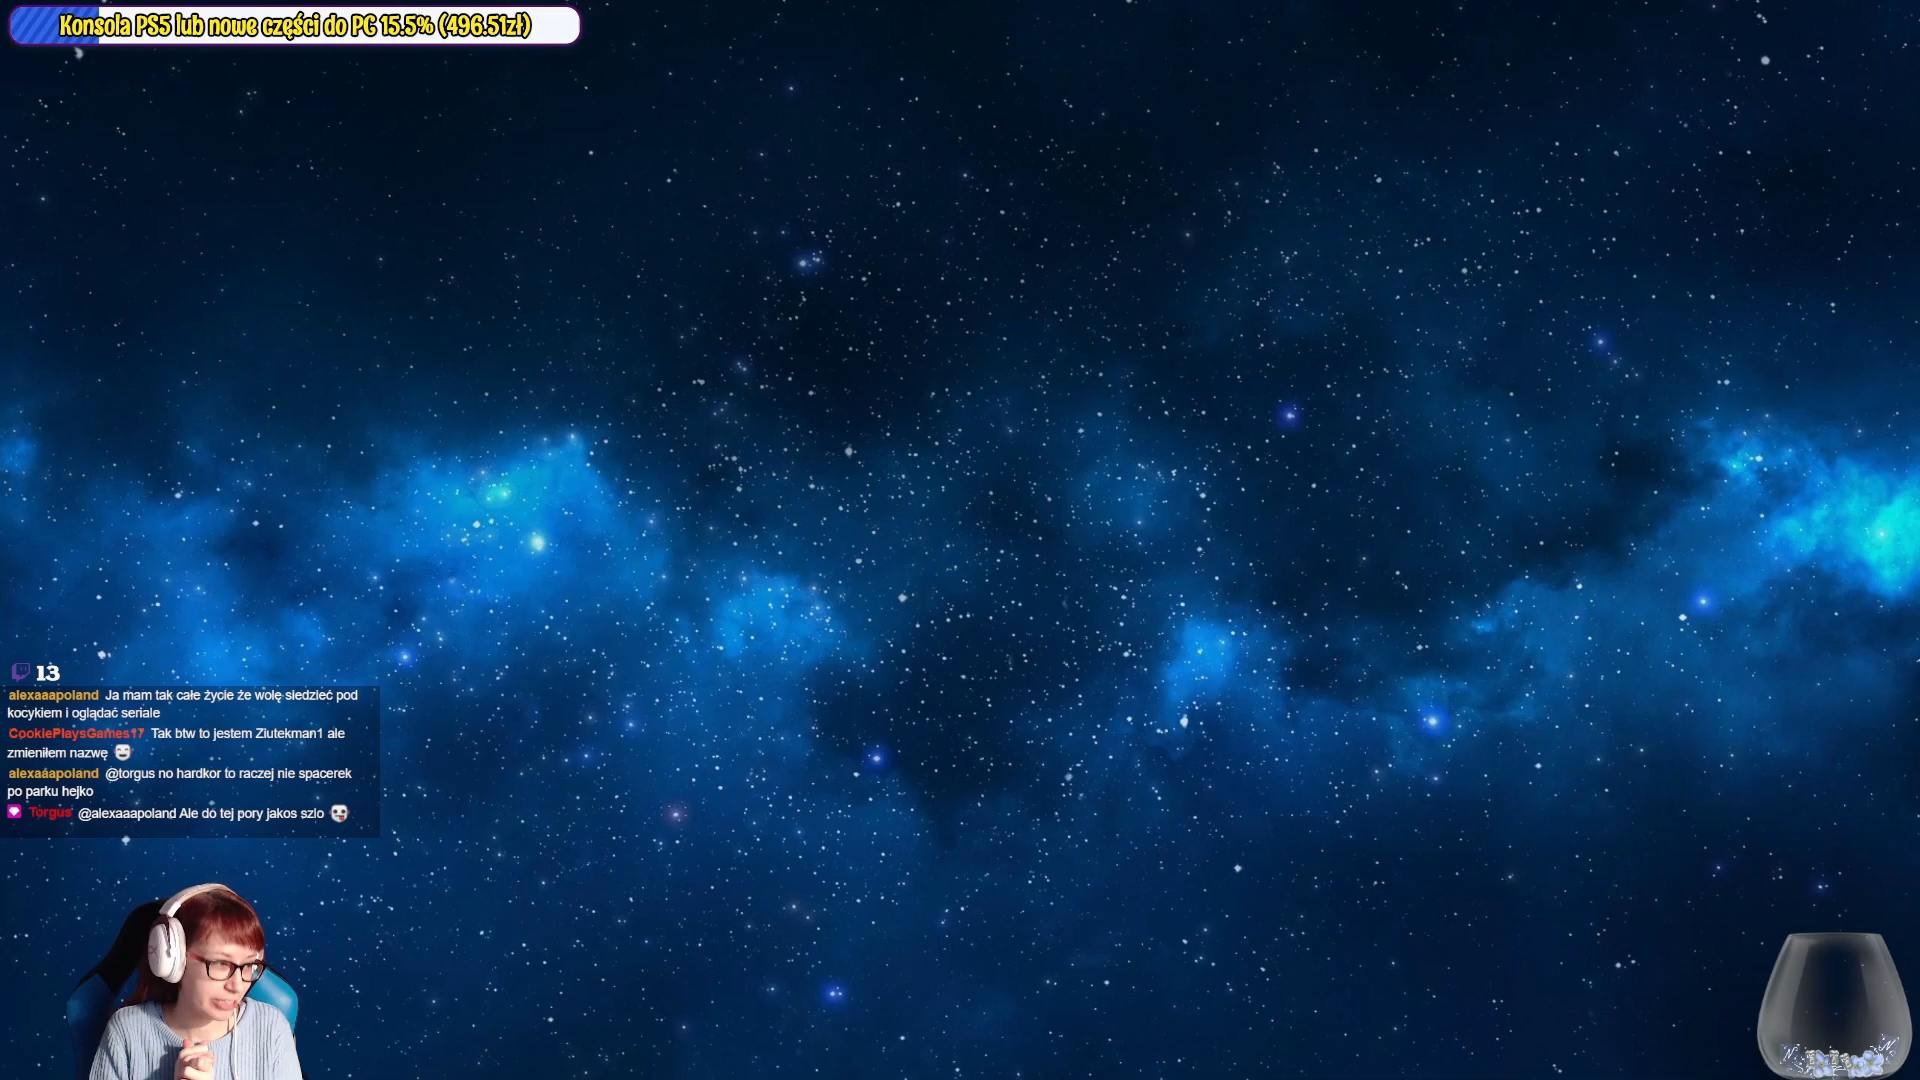 Konsola PS5 lub nowe części do PC 15.5% (496.51zł)
13
alexaaapoland Ja mam tak całe życie że wolę siedzieć pod
kocykiem i oglądać seriale
CookiePlaysGames17 Tak btw to jestem Ziutekman1 ale
zmieniłem nazwę
alexaaapoland @torgus no hardkor to raczej nie spacerek
po parku hejko
Torgus @alexaaapoland Ale do tej pory jakos szlo